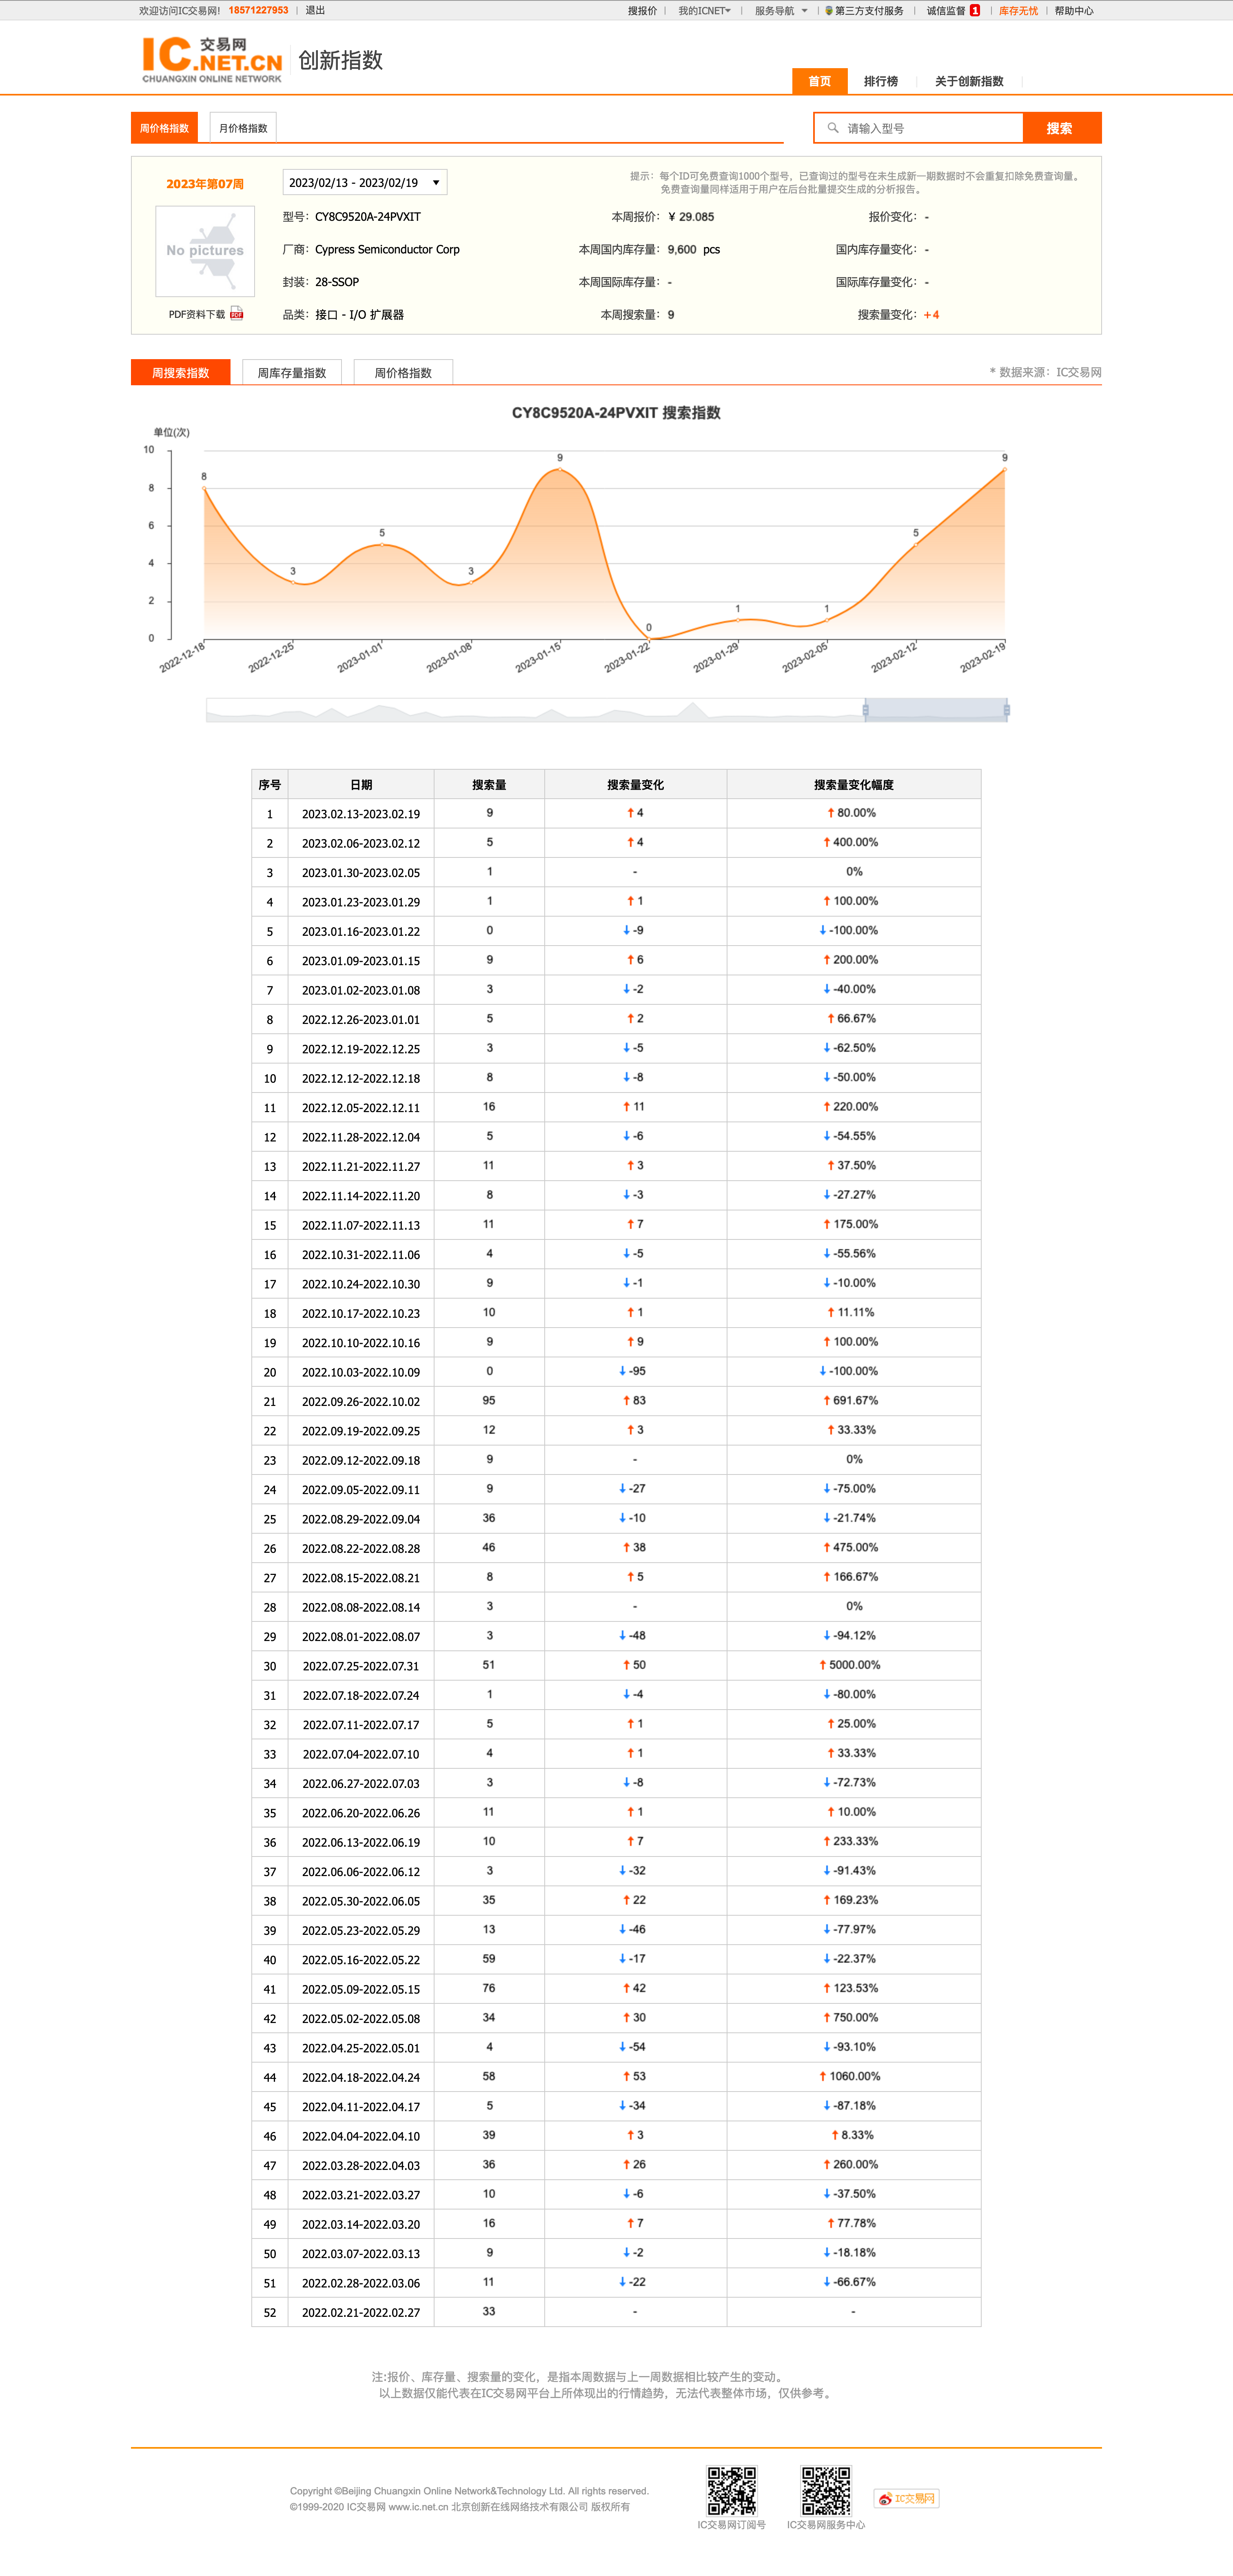 欢迎访问IC交易网! 18571227953 | 退出 搜报价 | 我的ICNET | 服务导航 | 第三方支付服务 | 诚信监督 1 | 库存无忧 | 帮助中心
IC.NET.CN 交易网
CHUANGXIN ONLINE NETWORK
创新指数
首页 排行榜 关于创新指数
周价格指数 月价格指数 请输入型号 搜索
2023年第07周 2023/02/13 - 2023/02/19
提示：每个ID可免费查询1000个型号，已查询过的型号在未生成新一期数据时不会重复扣除免费查询量。
免费查询量同样适用于用户在后台批量提交生成的分析报告。
No pictures
PDF资料下载
型号：CY8C9520A-24PVXIT 本周报价：¥ 29.085 报价变化：-
厂商：Cypress Semiconductor Corp 本周国内库存量：9,600 pcs 国内库存量变化：-
封装：28-SSOP 本周国际库存量：- 国际库存量变化：-
品类：接口 - I/O 扩展器 本周搜索量：9 搜索量变化：+4
周搜索指数 周库存量指数 周价格指数 * 数据来源：IC交易网
CY8C9520A-24PVXIT 搜索指数
单位(次)
10
8
6
4
2
0
8 3 5 3 9 0 1 1 5 9
2022-12-18 2022-12-25 2023-01-01 2023-01-08 2023-01-15 2023-01-22 2023-01-29 2023-02-05 2023-02-12 2023-02-19
序号 日期 搜索量 搜索量变化 搜索量变化幅度
1 2023.02.13-2023.02.19 9 ↑ 4 ↑ 80.00%
2 2023.02.06-2023.02.12 5 ↑ 4 ↑ 400.00%
3 2023.01.30-2023.02.05 1 - 0%
4 2023.01.23-2023.01.29 1 ↑ 1 ↑ 100.00%
5 2023.01.16-2023.01.22 0 ↓ -9 ↓ -100.00%
6 2023.01.09-2023.01.15 9 ↑ 6 ↑ 200.00%
7 2023.01.02-2023.01.08 3 ↓ -2 ↓ -40.00%
8 2022.12.26-2023.01.01 5 ↑ 2 ↑ 66.67%
9 2022.12.19-2022.12.25 3 ↓ -5 ↓ -62.50%
10 2022.12.12-2022.12.18 8 ↓ -8 ↓ -50.00%
11 2022.12.05-2022.12.11 16 ↑ 11 ↑ 220.00%
12 2022.11.28-2022.12.04 5 ↓ -6 ↓ -54.55%
13 2022.11.21-2022.11.27 11 ↑ 3 ↑ 37.50%
14 2022.11.14-2022.11.20 8 ↓ -3 ↓ -27.27%
15 2022.11.07-2022.11.13 11 ↑ 7 ↑ 175.00%
16 2022.10.31-2022.11.06 4 ↓ -5 ↓ -55.56%
17 2022.10.24-2022.10.30 9 ↓ -1 ↓ -10.00%
18 2022.10.17-2022.10.23 10 ↑ 1 ↑ 11.11%
19 2022.10.10-2022.10.16 9 ↑ 9 ↑ 100.00%
20 2022.10.03-2022.10.09 0 ↓ -95 ↓ -100.00%
21 2022.09.26-2022.10.02 95 ↑ 83 ↑ 691.67%
22 2022.09.19-2022.09.25 12 ↑ 3 ↑ 33.33%
23 2022.09.12-2022.09.18 9 - 0%
24 2022.09.05-2022.09.11 9 ↓ -27 ↓ -75.00%
25 2022.08.29-2022.09.04 36 ↓ -10 ↓ -21.74%
26 2022.08.22-2022.08.28 46 ↑ 38 ↑ 475.00%
27 2022.08.15-2022.08.21 8 ↑ 5 ↑ 166.67%
28 2022.08.08-2022.08.14 3 - 0%
29 2022.08.01-2022.08.07 3 ↓ -48 ↓ -94.12%
30 2022.07.25-2022.07.31 51 ↑ 50 ↑ 5000.00%
31 2022.07.18-2022.07.24 1 ↓ -4 ↓ -80.00%
32 2022.07.11-2022.07.17 5 ↑ 1 ↑ 25.00%
33 2022.07.04-2022.07.10 4 ↑ 1 ↑ 33.33%
34 2022.06.27-2022.07.03 3 ↓ -8 ↓ -72.73%
35 2022.06.20-2022.06.26 11 ↑ 1 ↑ 10.00%
36 2022.06.13-2022.06.19 10 ↑ 7 ↑ 233.33%
37 2022.06.06-2022.06.12 3 ↓ -32 ↓ -91.43%
38 2022.05.30-2022.06.05 35 ↑ 22 ↑ 169.23%
39 2022.05.23-2022.05.29 13 ↓ -46 ↓ -77.97%
40 2022.05.16-2022.05.22 59 ↓ -17 ↓ -22.37%
41 2022.05.09-2022.05.15 76 ↑ 42 ↑ 123.53%
42 2022.05.02-2022.05.08 34 ↑ 30 ↑ 750.00%
43 2022.04.25-2022.05.01 4 ↓ -54 ↓ -93.10%
44 2022.04.18-2022.04.24 58 ↑ 53 ↑ 1060.00%
45 2022.04.11-2022.04.17 5 ↓ -34 ↓ -87.18%
46 2022.04.04-2022.04.10 39 ↑ 3 ↑ 8.33%
47 2022.03.28-2022.04.03 36 ↑ 26 ↑ 260.00%
48 2022.03.21-2022.03.27 10 ↓ -6 ↓ -37.50%
49 2022.03.14-2022.03.20 16 ↑ 7 ↑ 77.78%
50 2022.03.07-2022.03.13 9 ↓ -2 ↓ -18.18%
51 2022.02.28-2022.03.06 11 ↓ -22 ↓ -66.67%
52 2022.02.21-2022.02.27 33 - -
注:报价、库存量、搜索量的变化，是指本周数据与上一周数据相比较产生的变动。
以上数据仅能代表在IC交易网平台上所体现出的行情趋势，无法代表整体市场，仅供参考。
Copyright ©Beijing Chuangxin Online Network&Technology Ltd. All rights reserved.
©1999-2020 IC交易网 www.ic.net.cn 北京创新在线网络技术有限公司 版权所有
IC交易网订阅号 IC交易网服务中心 IC交易网